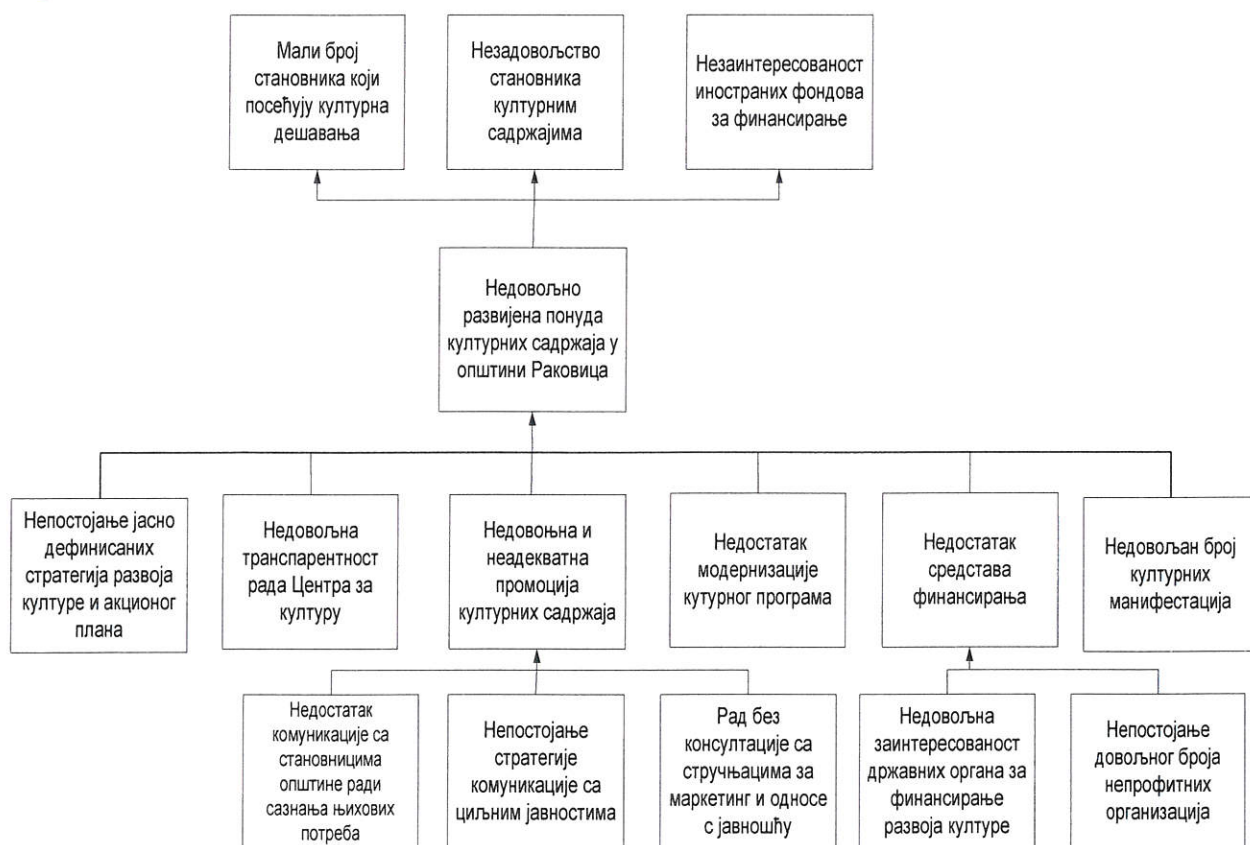 Мали број
становника који
посећују културна
дешавања
Незадовољство
становника
културним
садржајима
Незаинтересованост
иностраних фондова
за финансирање
Недовољно
развијена понуда
културних садржаја у
општини Раковица
Непостојање јасно
дефинисаних
стратегија развоја
културе и акционог
плана
Недовољна
транспарентност
рада Центра за
културу
Недовоњна и
неадекватна
промоција
културних садржаја
Недостатак
модернизације
кутурног програма
Недостатак
средстава
финансирања
Недовољан број
културних
манифестација
Недостатак
комуникације са
становницима
општине ради
сазнања њихових
потреба
Непостојање
стратегије
комуникације са
циљним јавностима
Рад без
консултације са
стручњацима за
маркетинг и односе
с јавношћу
Недовољна
заинтересованост
државних органа за
финансирање
развоја културе
Непостојање
довољног броја
непрофитних
организација